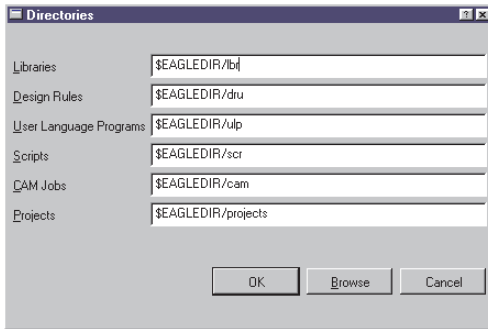 Directories
Libraries $EAGLEDIR/lbr
Design Rules $EAGLEDIR/dru
User Language Programs $EAGLEDIR/ulp
Scripts $EAGLEDIR/scr
CAM Jobs $EAGLEDIR/cam
Projects $EAGLEDIR/projects
OK Browse Cancel